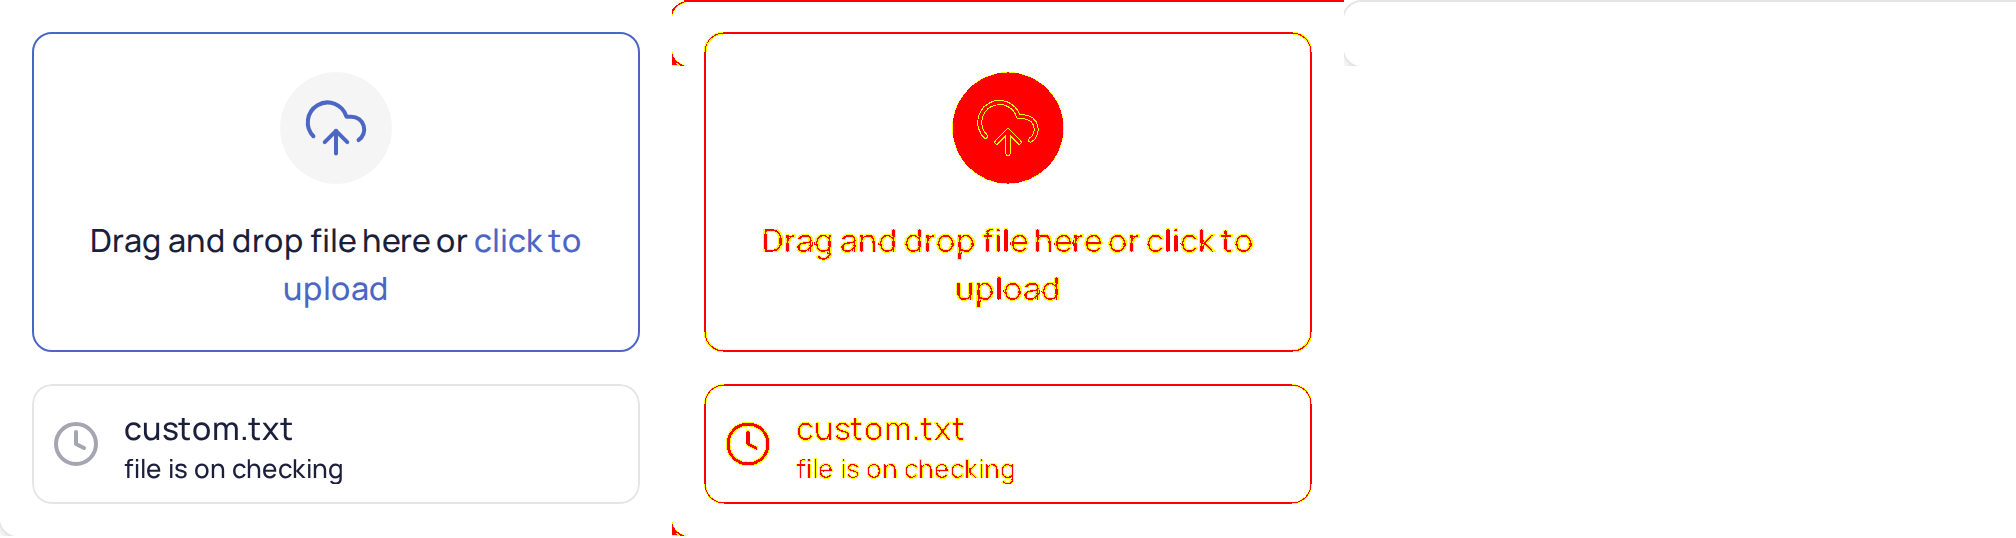 Drag and drop file here or click to
upload
custom.txt
file is on checking
Drag and drop file here or click to
upload
custom.txt
file is on checking